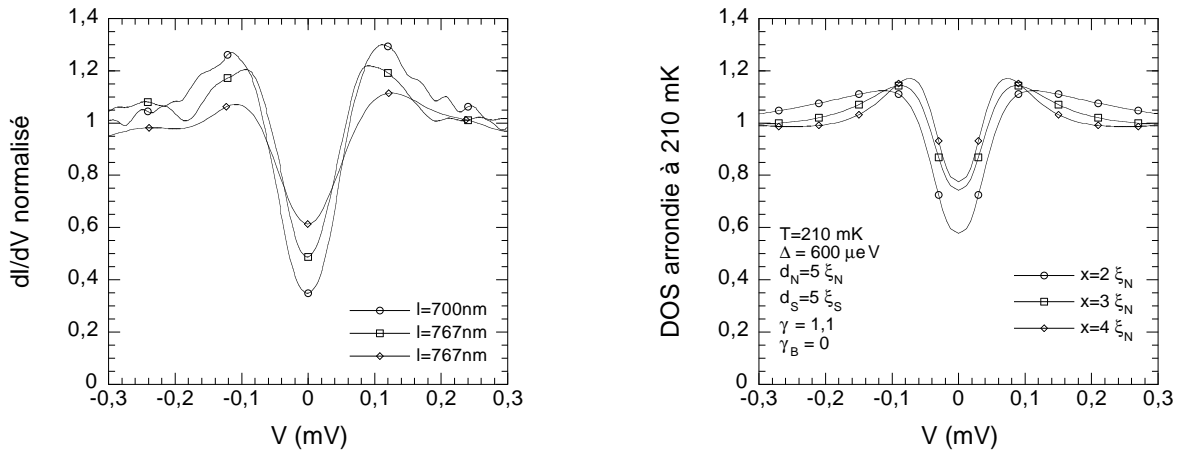 dI/dV normalisé
1,4
1,2
1
0,8
0,6
0,4
0,2
0
-0,3
-0,2
-0,1
0
0,1
0,2
0,3
V (mV)
l=700nm
l=767nm
l=767nm
DOS arrondie à 210 mK
1,4
1,2
1
0,8
0,6
0,4
0,2
0
-0,3
-0,2
-0,1
0
0,1
0,2
0,3
V (mV)
T=210 mK
Δ = 600 µeV
d_N=5 ξ_N
d_S=5 ξ_S
γ = 1,1
γ_B = 0
x=2 ξ_N
x=3 ξ_N
x=4 ξ_N